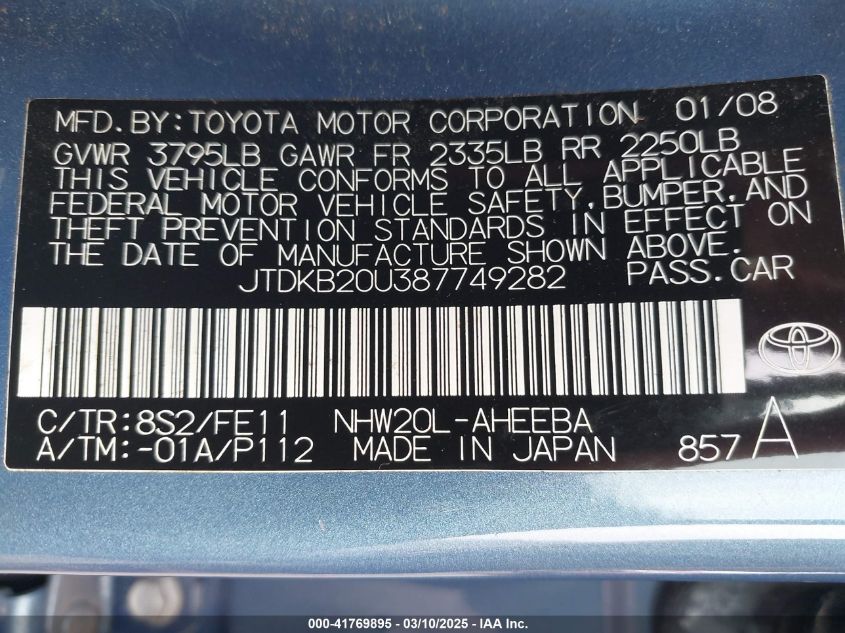 MFD.BY:TOYOTA MOTOR CORPORATION 01/08
GVWR 3795LB GAWR FR 2335LB RR 2250LB
THIS VEHICLE CONFORMS TO ALL APPLICABLE
FEDERAL MOTOR VEHICLE SAFETY,BUMPER,AND
THEFT PREVENTION STANDARDS IN EFFECT ON
THE DATE OF MANUFACTURE SHOWN ABOVE.
JTDKB20U387749282 PASS.CAR
C/TR:8S2/FE11 NHW20L-AHEEBA
A/TM:-01A/P112 MADE IN JAPAN 857 A
000-41769895 - 03/10/2025 - IAA Inc.